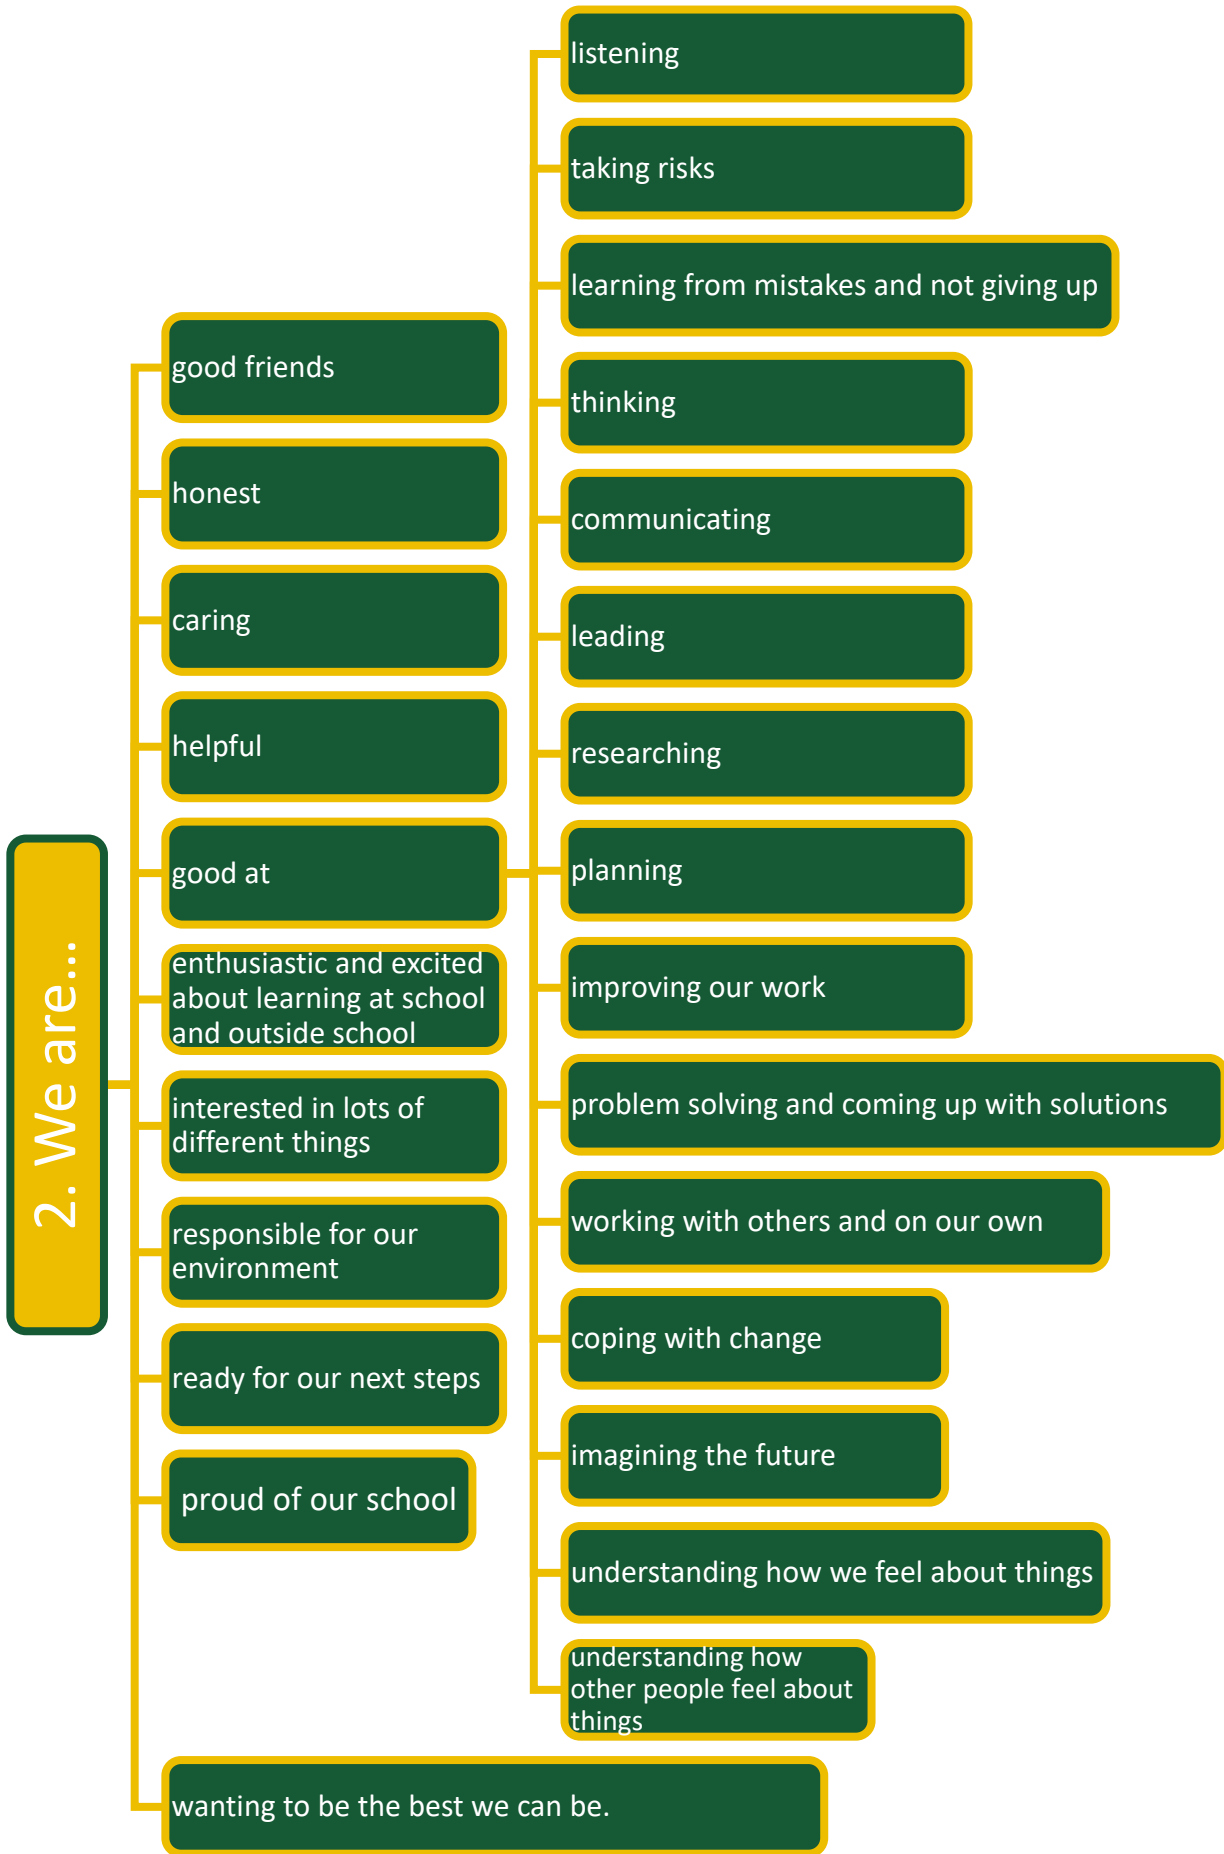 2. We are...
good friends
honest
caring
helpful
good at
listening
taking risks
learning from mistakes and not giving up
thinking
communicating
leading
researching
planning
improving our work
problem solving and coming up with solutions
working with others and on our own
coping with change
imagining the future
understanding how we feel about things
understanding how
other people feel about
things
enthusiastic and excited
about learning at school
and outside school
interested in lots of
different things
responsible for our
environment
ready for our next steps
proud of our school
wanting to be the best we can be.